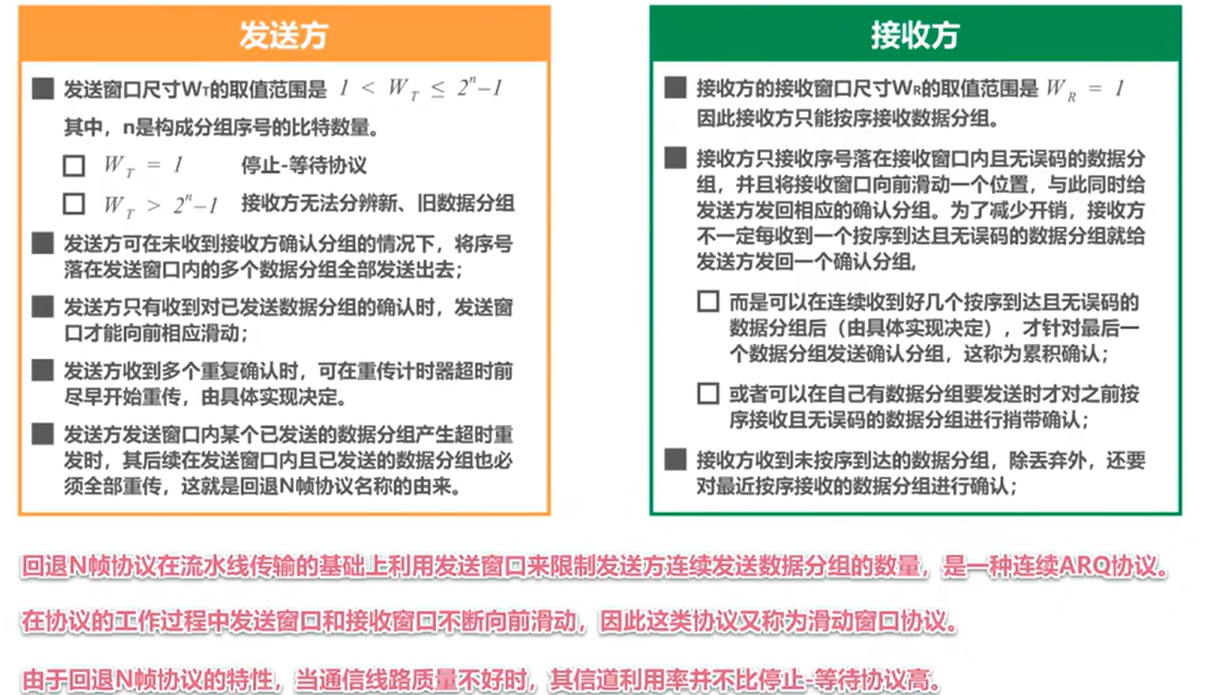 发送方
发送窗口尺寸WT的取值范围是 1 < W_T ≤ 2^n–1
其中，n是构成分组序号的比特数量。
W_T = 1 停止-等待协议
W_T > 2^n–1 接收方无法分辨新、旧数据分组
发送方可在未收到接收方确认分组的情况下，将序号
落在发送窗口内的多个数据分组全部发送出去；
发送方只有收到对已发送数据分组的确认时，发送窗
口才能向前相应滑动；
发送方收到多个重复确认时，可在重传计时器超时前
尽早开始重传，由具体实现决定。
发送方发送窗口内某个已发送的数据分组产生超时重
发时，其后续在发送窗口内且已发送的数据分组也必
须全部重传，这就是回退N帧协议名称的由来。
接收方
接收方的接收窗口尺寸WR的取值范围是 W_R = 1
因此接收方只能按序接收数据分组。
接收方只接收序号落在接收窗口内且无误码的数据分
组，并且将接收窗口向前滑动一个位置，与此同时给
发送方发回相应的确认分组。为了减少开销，接收方
不一定每收到一个按序到达且无误码的数据分组就给
发送方发回一个确认分组,
而是可以在连续收到好几个按序到达且无误码的
数据分组后（由具体实现决定），才针对最后一
个数据分组发送确认分组，这称为累积确认；
或者可以在自己有数据分组要发送时才对之前按
序接收且无误码的数据分组进行捎带确认；
接收方收到未按序到达的数据分组，除丢弃外，还要
对最近按序接收的数据分组进行确认；
回退N帧协议在流水线传输的基础上利用发送窗口来限制发送方连续发送数据分组的数量，是一种连续ARQ协议。
在协议的工作过程中发送窗口和接收窗口不断向前滑动，因此这类协议又称为滑动窗口协议。
由于回退N帧协议的特性，当通信线路质量不好时，其信道利用率并不比停止-等待协议高。